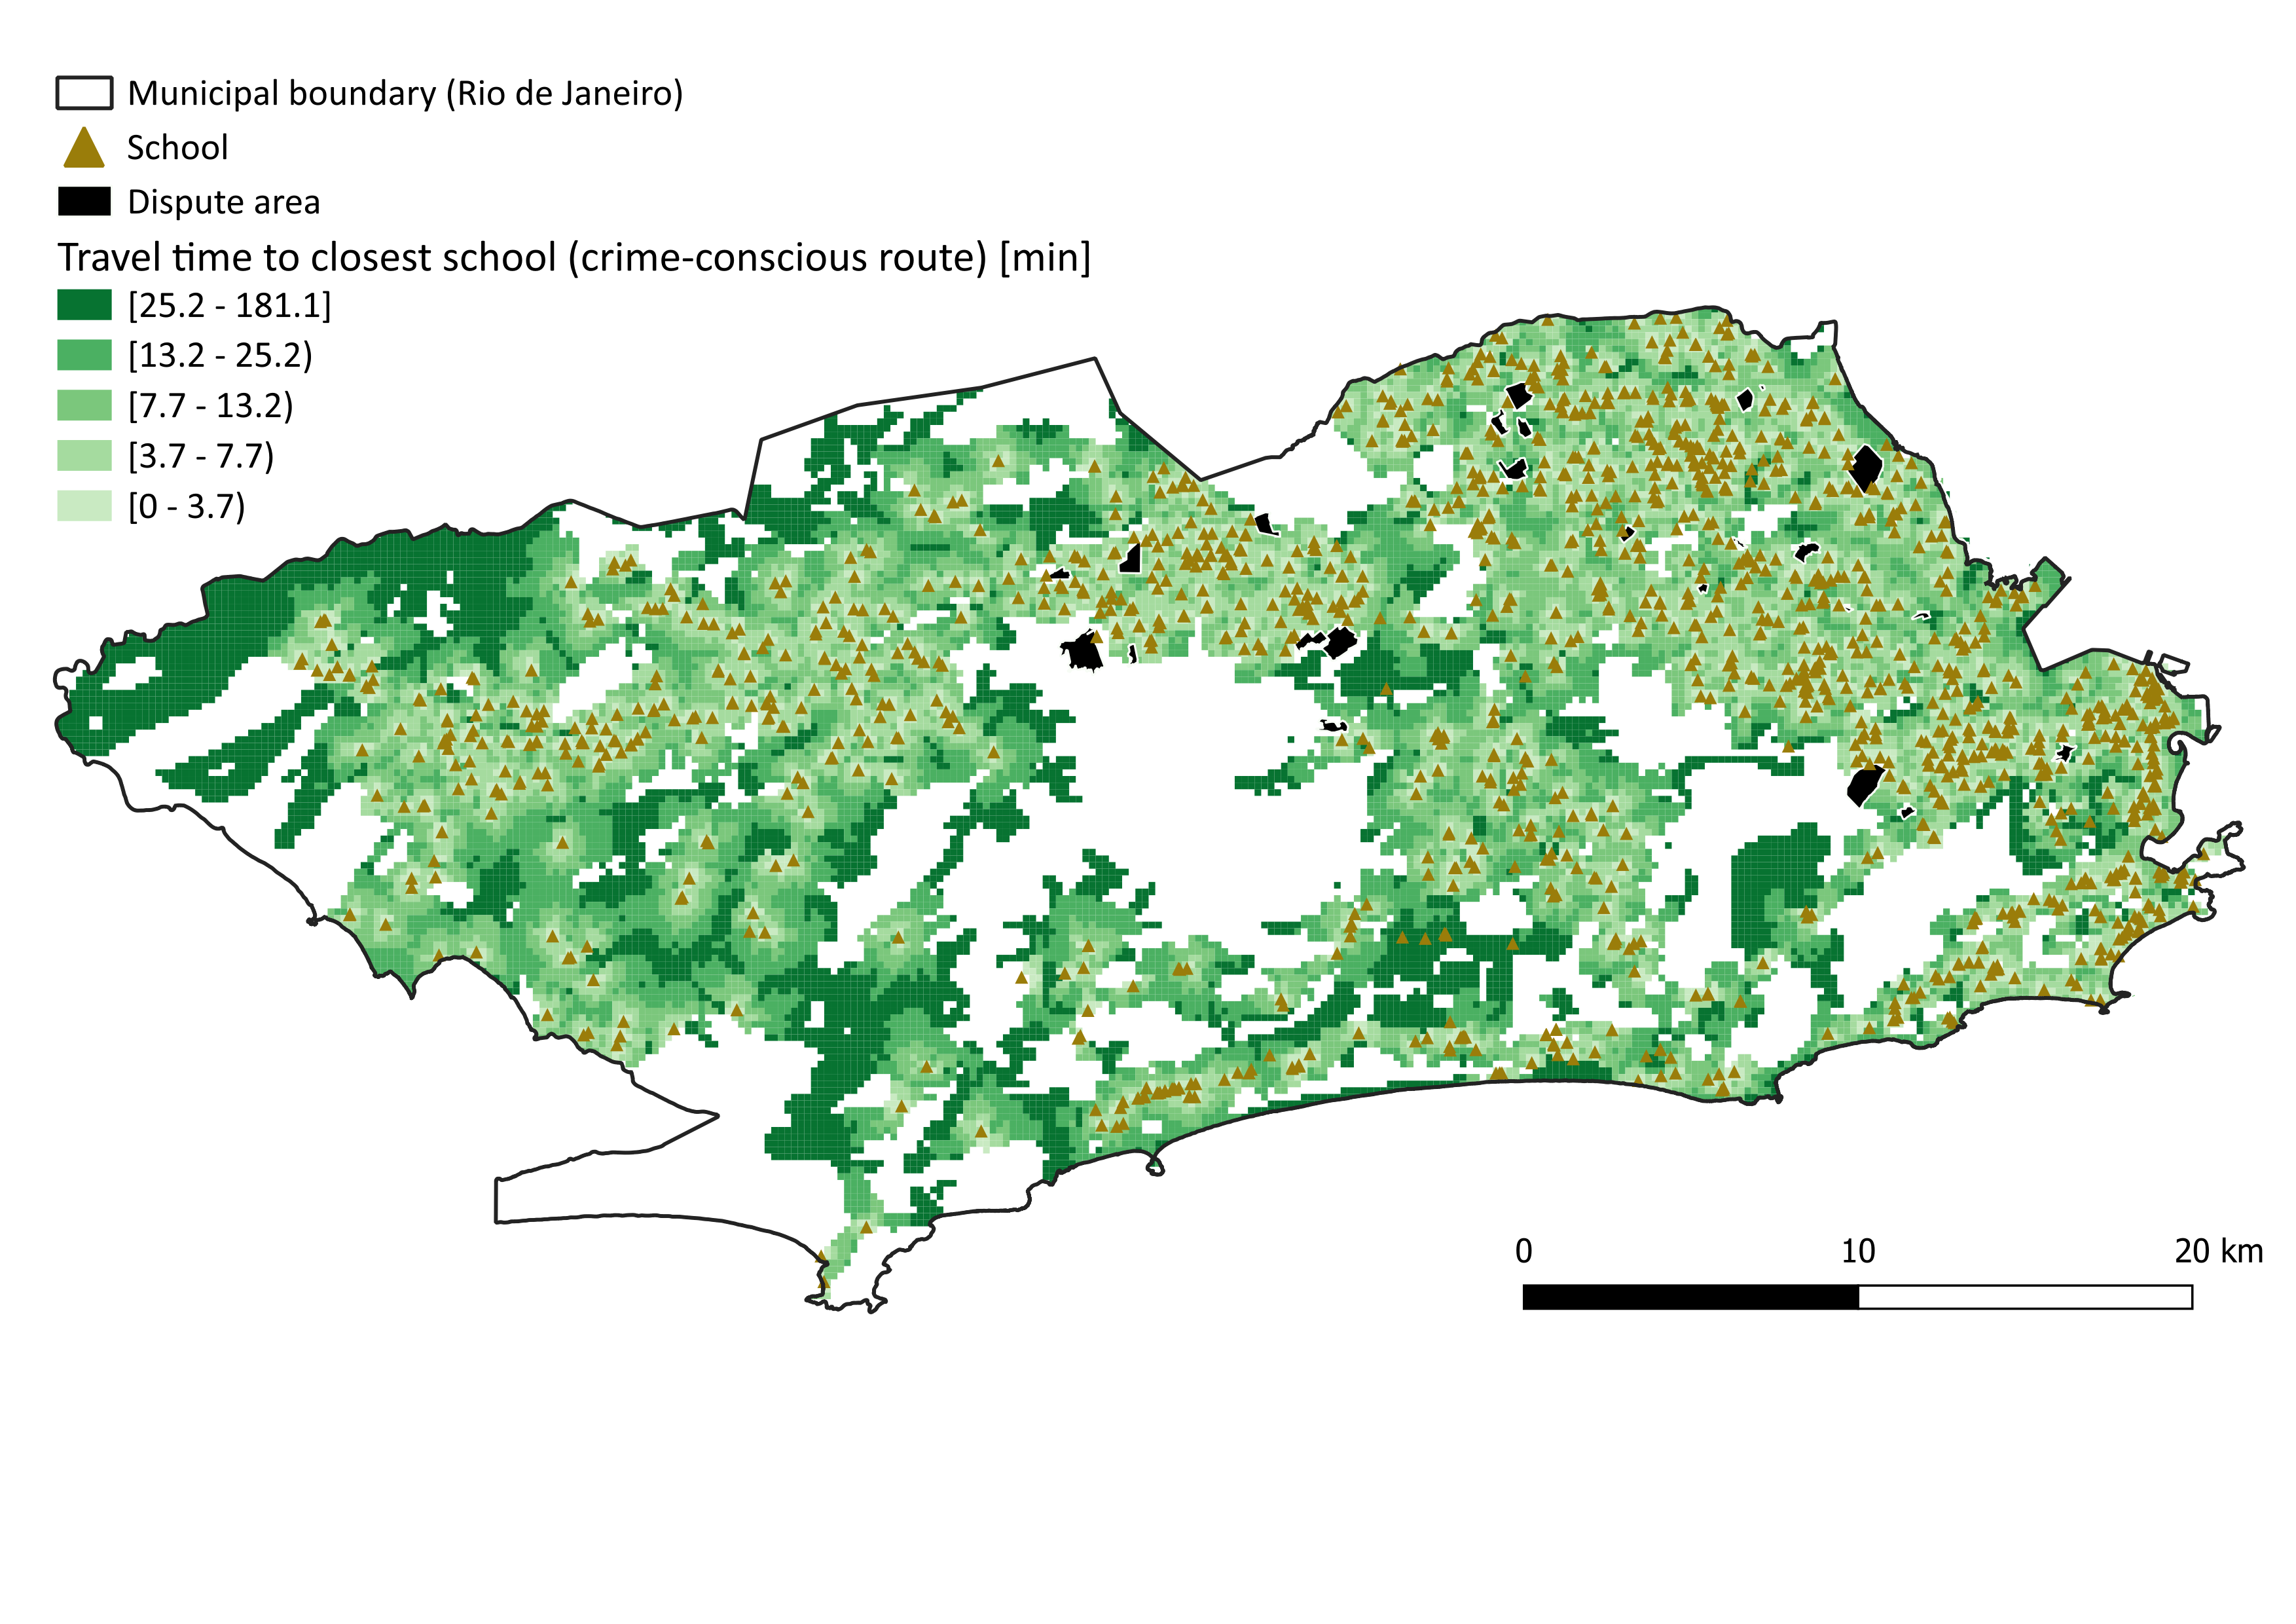 Municipal boundary (Rio de Janeiro)
School
Dispute area
Travel time to closest school (crime-conscious route) [min]
[25.2 - 181.1]
[13.2 - 25.2)
[7.7 - 13.2)
[3.7 - 7.7)
[0 - 3.7)
0 10 20 km